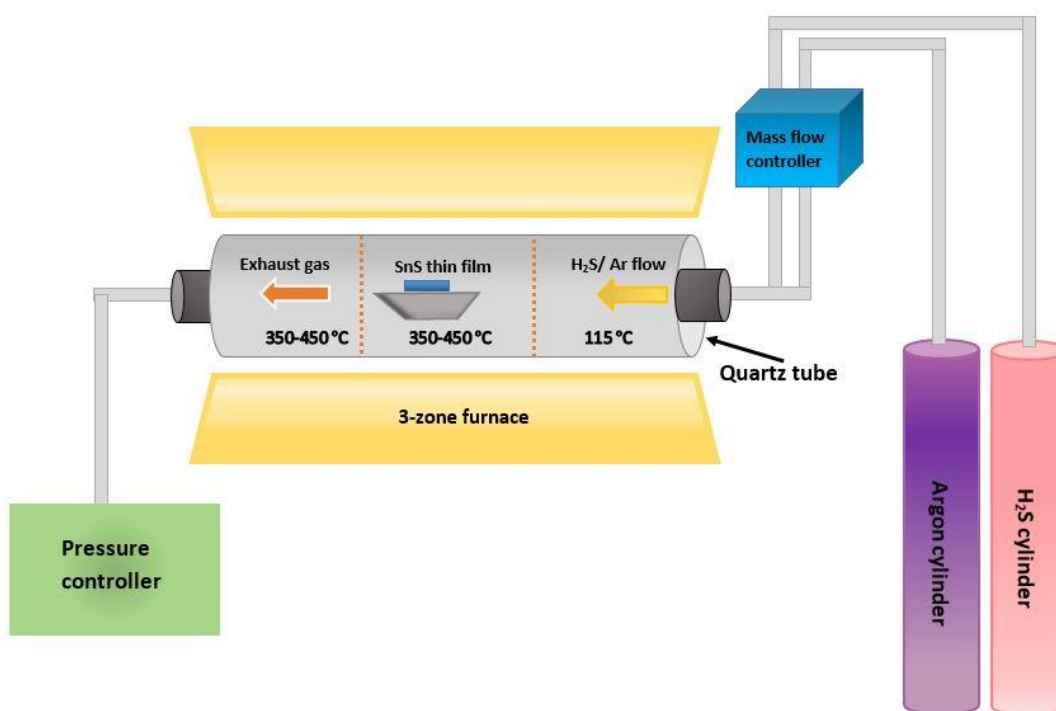 Mass flow
controller
Exhaust gas
SnS thin film
H₂S/ Ar flow
350-450 °C
350-450 °C
115 °C
Quartz tube
3-zone furnace
Pressure
controller
Argon cylinder
H₂S cylinder